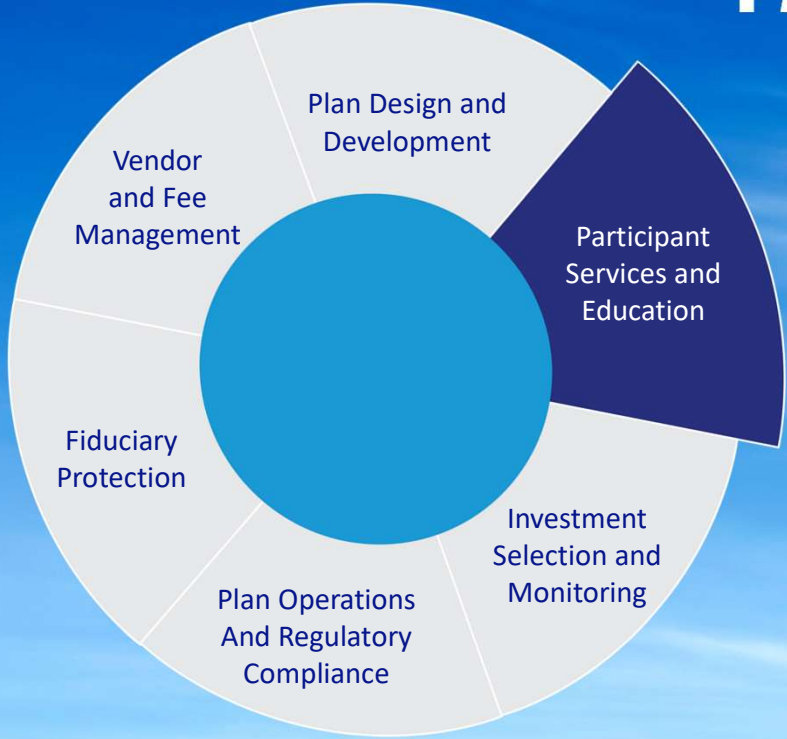 Plan Design and
Development
Participant
Services and
Education
Investment
Selection and
Monitoring
Plan Operations
And Regulatory
Compliance
Fiduciary
Protection
Vendor
and Fee
Management